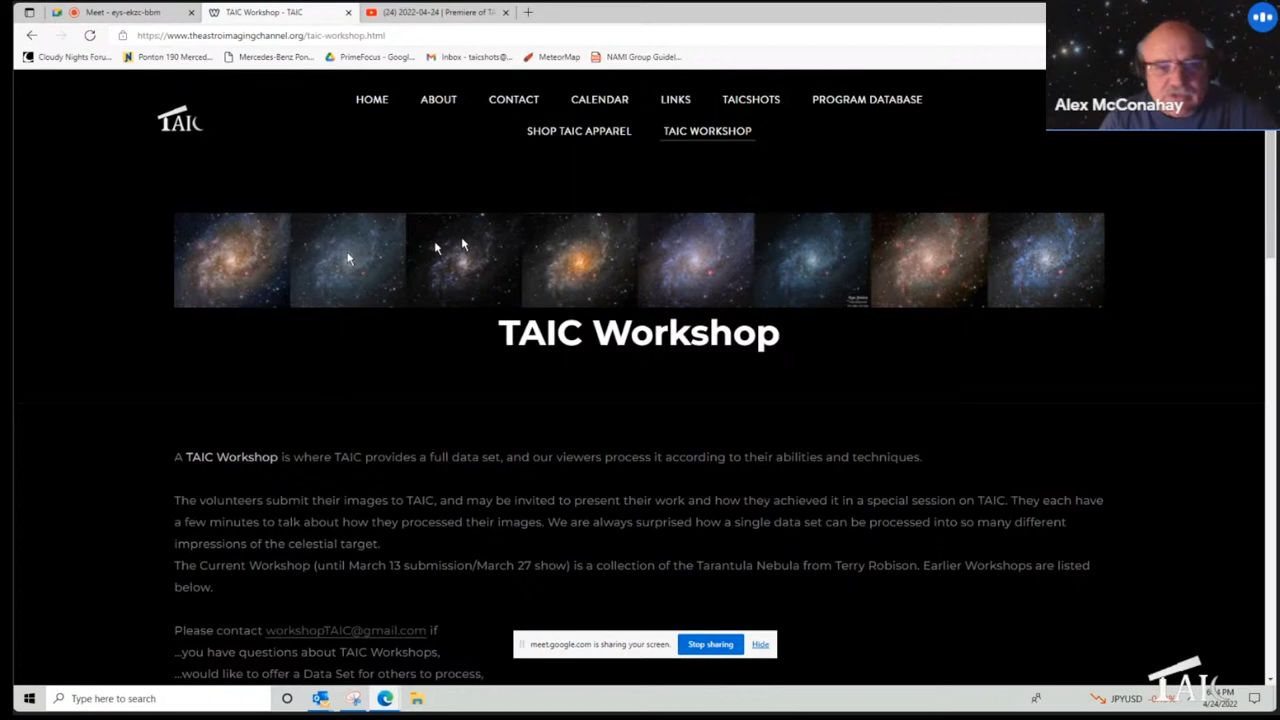 Meet - eys-ekzc-bbm
TAIC Workshop - TAIC
(24) 2022-04-24 | Premiere of TA
https://www.theastroimagingchannel.org/taic-workshop.html
Cloudy Nights Foru...
Ponton 190 Merced...
Mercedes-Benz Pon...
PrimeFocus - Googl...
Inbox - taicshots@...
MeteorMap
NAMI Group Guidel...
Alex McConahay
TAIC
HOME
ABOUT
CONTACT
CALENDAR
LINKS
TAICSHOTS
PROGRAM DATABASE
SHOP TAIC APPAREL
TAIC WORKSHOP
TAIC Workshop
A TAIC Workshop is where TAIC provides a full data set, and our viewers process it according to their abilities and techniques.
The volunteers submit their images to TAIC, and may be invited to present their work and how they achieved it in a special session on TAIC. They each have
a few minutes to talk about how they processed their images. We are always surprised how a single data set can be processed into so many different
impressions of the celestial target.
The Current Workshop (until March 13 submission/March 27 show) is a collection of the Tarantula Nebula from Terry Robison. Earlier Workshops are listed
below.
Please contact workshopTAIC@gmail.com if
...you have questions about TAIC Workshops,
...would like to offer a Data Set for others to process,
meet.google.com is sharing your screen.
Stop sharing
Hide
Type here to search
JPYUSD
4/24/2022
TAIC